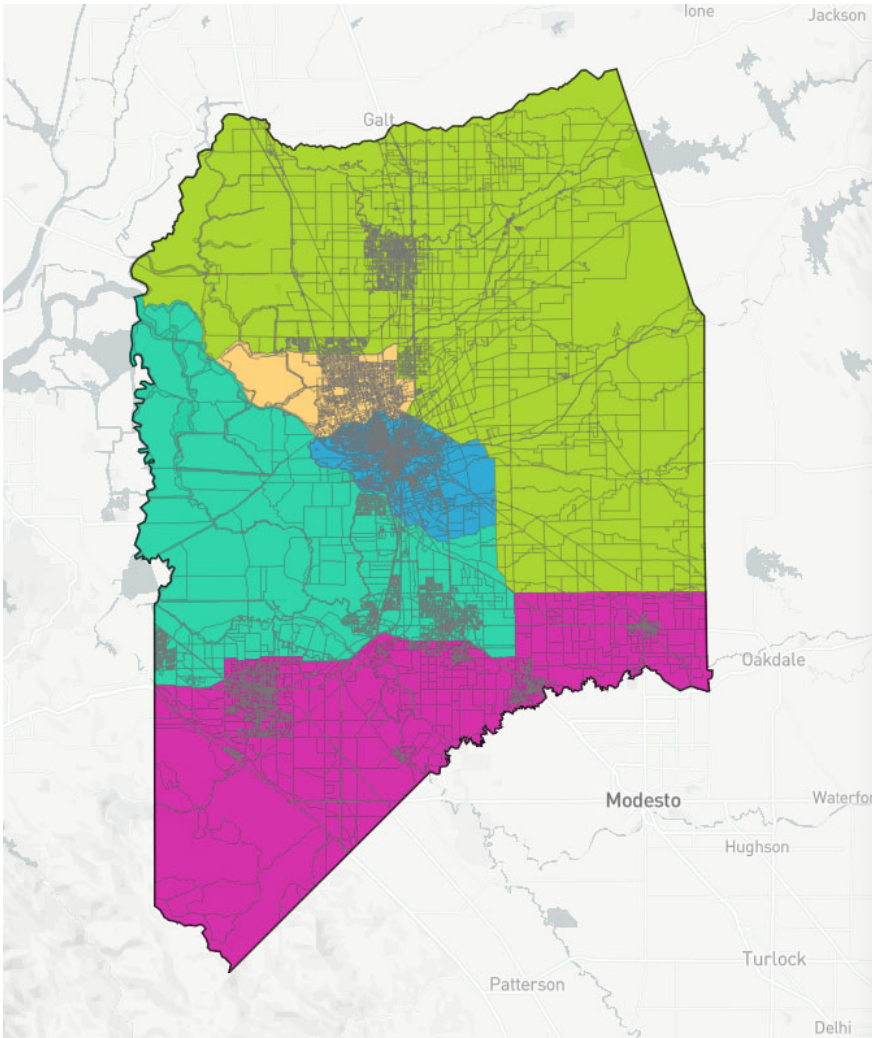 Ione
Jackson
Galt
Oakdale
Modesto
Waterfor
Hughson
Turlock
Patterson
Delhi